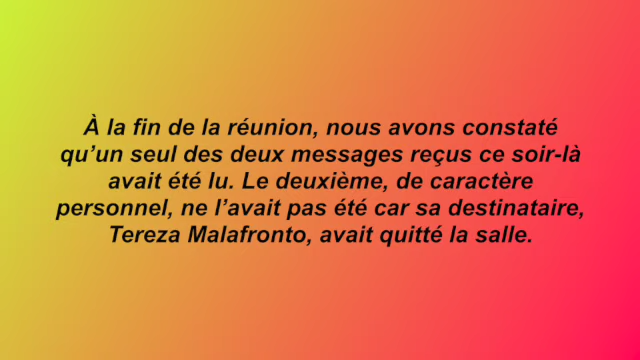 À la fin de la réunion, nous avons constaté
qu’un seul des deux messages reçus ce soir-là
avait été lu. Le deuxième, de caractère
personnel, ne l’avait pas été car sa destinataire,
Tereza Malafronto, avait quitté la salle.